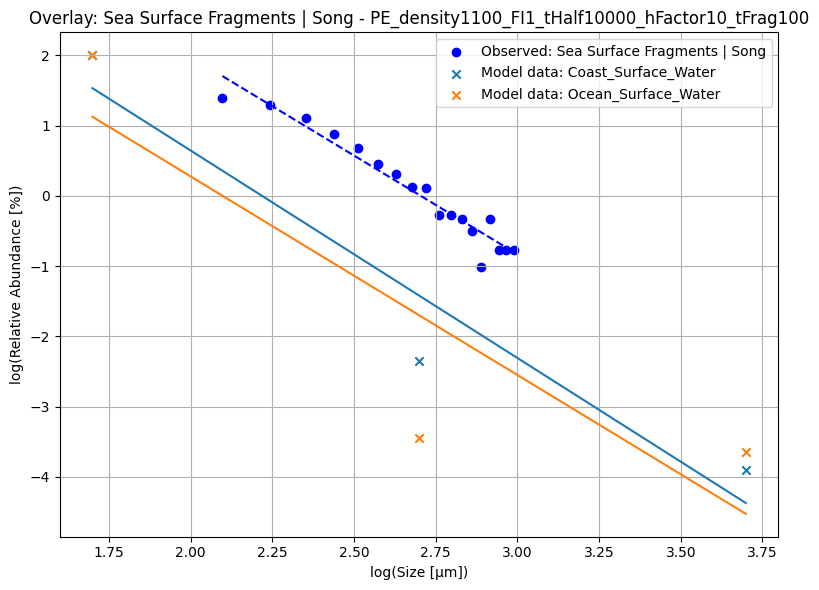 Overlay: Sea Surface Fragments | Song - PE_density1100_FI1_tHalf10000_hFactor10_tFrag100
Observed: Sea Surface Fragments | Song
Model data: Coast_Surface_Water
Model data: Ocean_Surface_Water
log(Relative Abundance [%])
2
1
0
−1
−2
−3
−4
1.75 2.00 2.25 2.50 2.75 3.00 3.25 3.50 3.75
log(Size [μm])